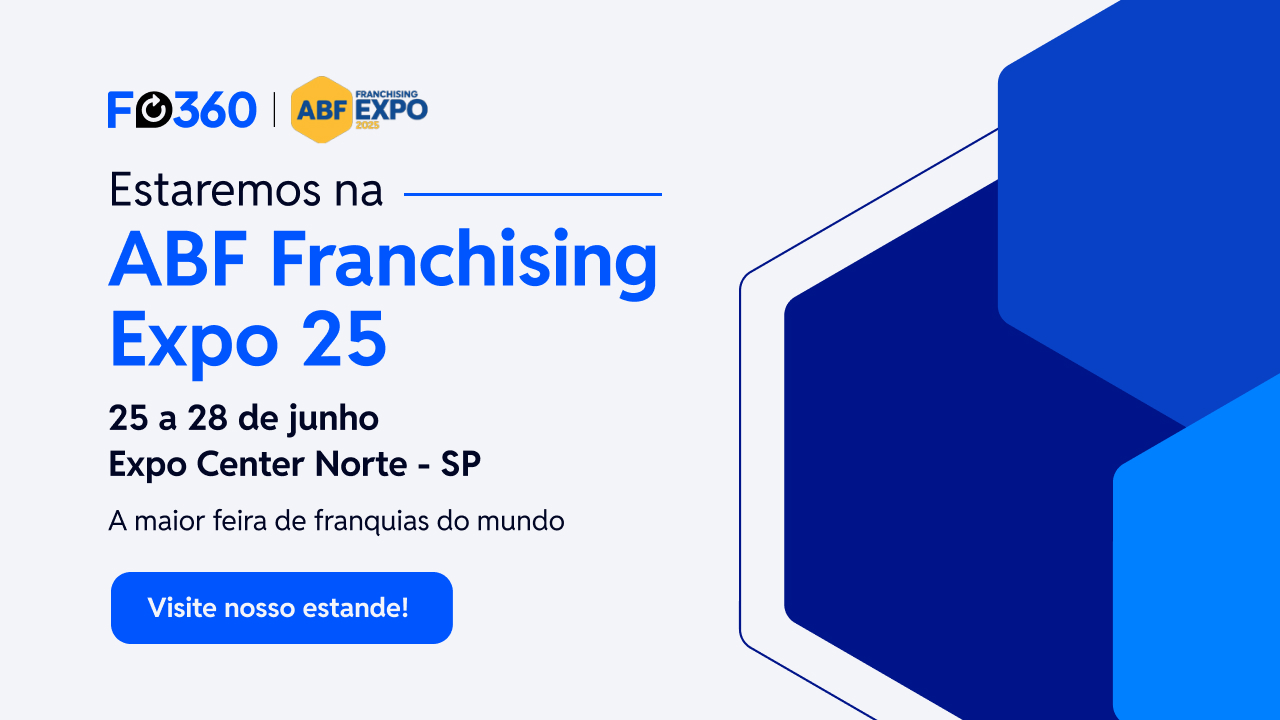 FO360
ABF FRANCHISING EXPO 2025
Estaremos na
ABF Franchising
Expo 25
25 a 28 de junho
Expo Center Norte - SP
A maior feira de franquias do mundo
Visite nosso estande!